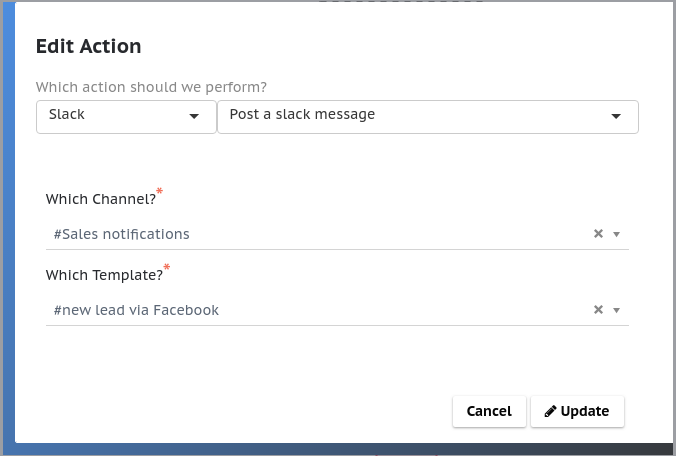 Edit Action
Which action should we perform?
Slack Post a slack message
Which Channel?*
#Sales notifications
Which Template?*
#new lead via Facebook
Cancel Update